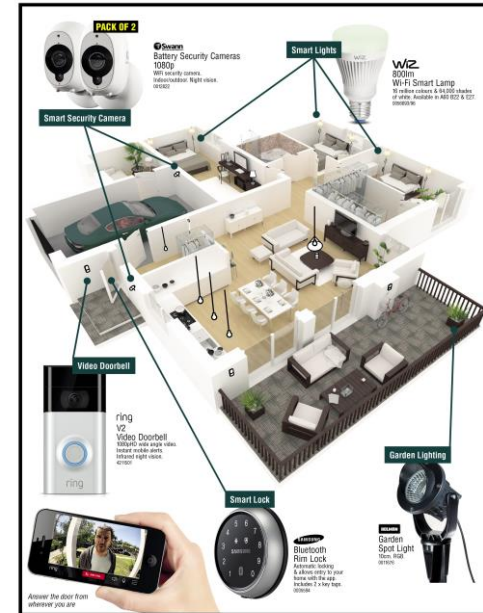 PACK OF 2
Swann
Battery Security Cameras
1080p
WiFi security camera.
Indoor/outdoor. Night vision.
Smart Lights
WiZ
800lm
Wi-Fi Smart Lamp
16 million colours & 64,000 shades
of white. Available in A60 B22 & E27.
Smart Security Camera
Video Doorbell
ring
V2
Video Doorbell
1080pHD wide angle video.
Instant mobile alerts.
Infrared night vision.
ring
Garden Lighting
Smart Lock
SAMSUNG
SAMSUNG
Bluetooth
Rim Lock
Automatic locking
& allows entry to your
home with the app.
Includes 2 x key tags.
Garden
Spot Light
10cm. RGB.
Answer the door from
wherever you are